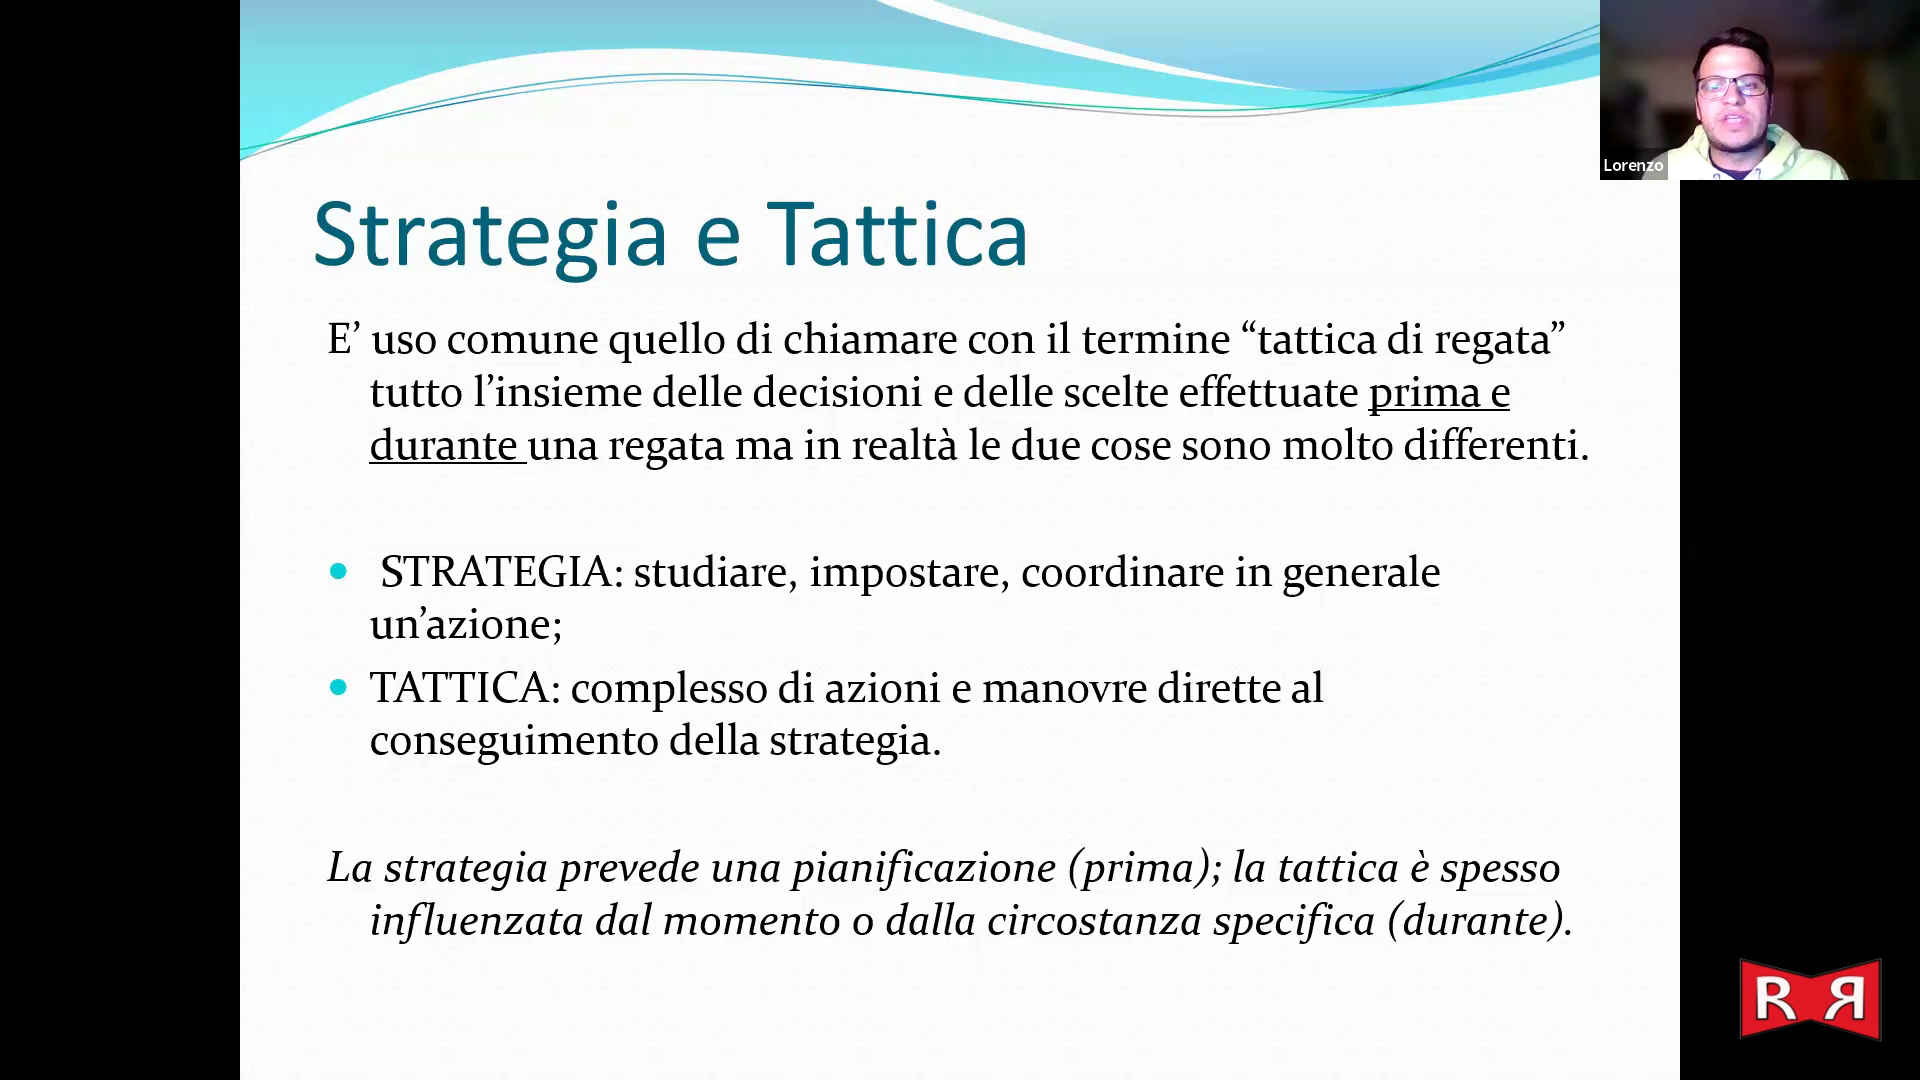 Lorenzo
Strategia e Tattica
E’ uso comune quello di chiamare con il termine “tattica di regata”
tutto l’insieme delle decisioni e delle scelte effettuate prima e
durante una regata ma in realtà le due cose sono molto differenti.
• STRATEGIA: studiare, impostare, coordinare in generale
un’azione;
• TATTICA: complesso di azioni e manovre dirette al
conseguimento della strategia.
La strategia prevede una pianificazione (prima); la tattica è spesso
influenzata dal momento o dalla circostanza specifica (durante).
R R